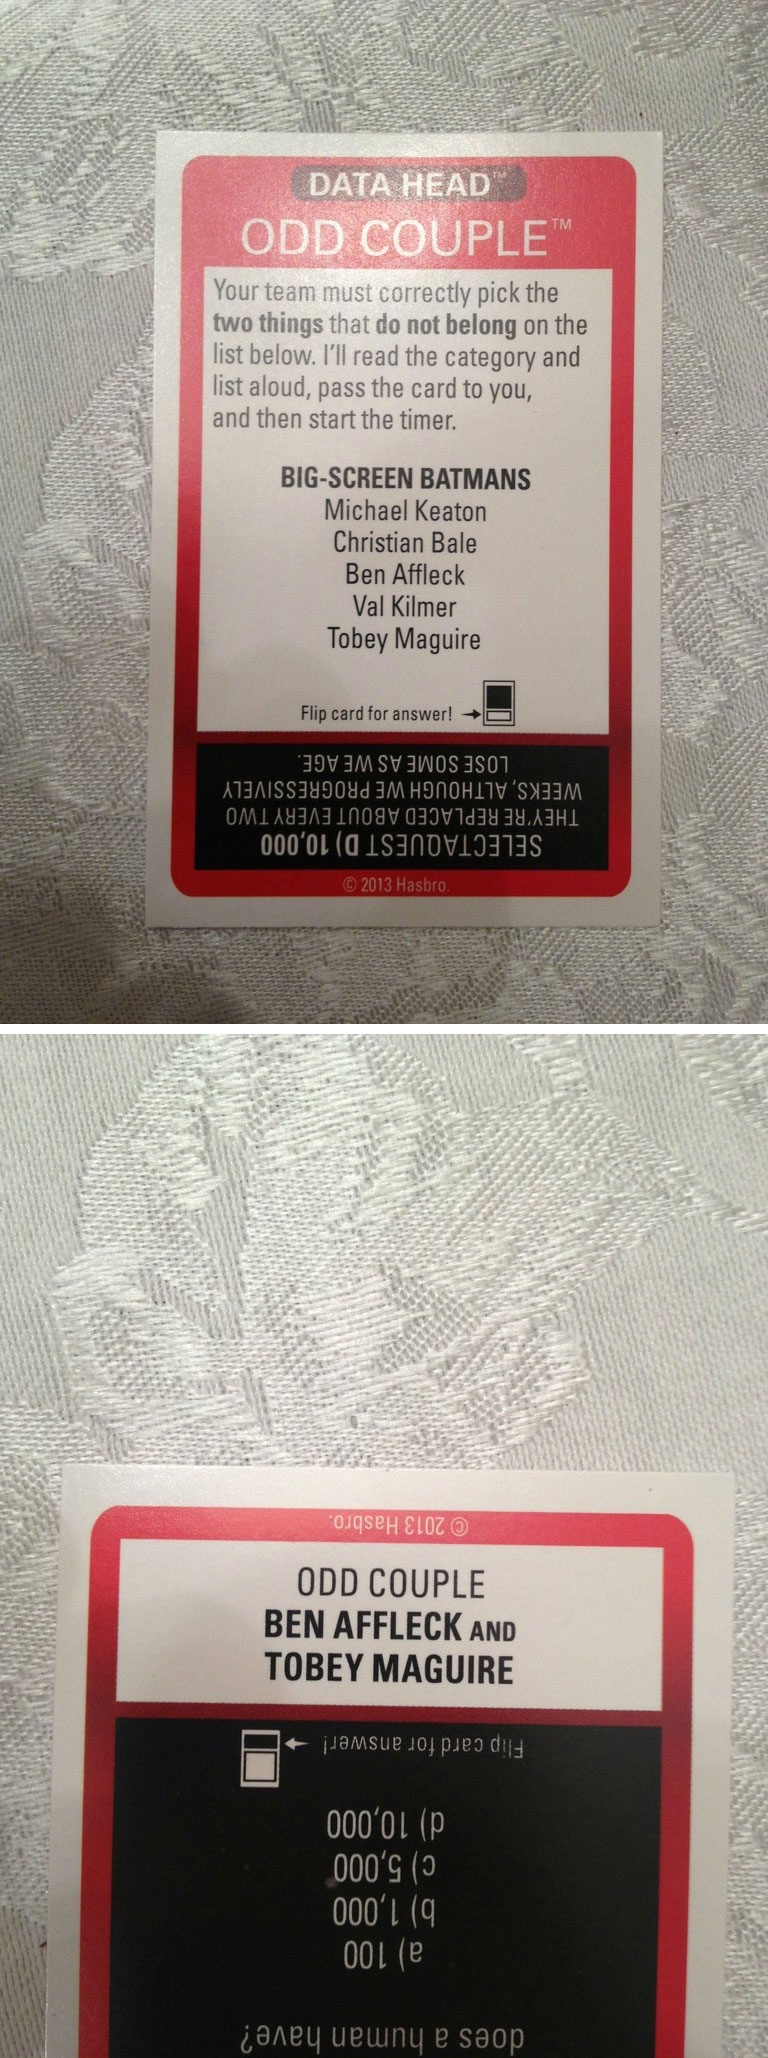 DATA HEAD™
ODD COUPLE™
Your team must correctly pick the
two things that do not belong on the
list below. I'll read the category and
list aloud, pass the card to you,
and then start the timer.
BIG-SCREEN BATMANS
Michael Keaton
Christian Bale
Ben Affleck
Val Kilmer
Tobey Maguire
Flip card for answer!
SELECTAQUEST D) 10,000
THEY'RE REPLACED ABOUT EVERY TWO
WEEKS, ALTHOUGH WE PROGRESSIVELY
LOSE SOME AS WE AGE.
© 2013 Hasbro.
© 2013 Hasbro.
ODD COUPLE
BEN AFFLECK AND
TOBEY MAGUIRE
does a human have?
a) 100
b) 1,000
c) 5,000
d) 10,000
Flip card for answer!